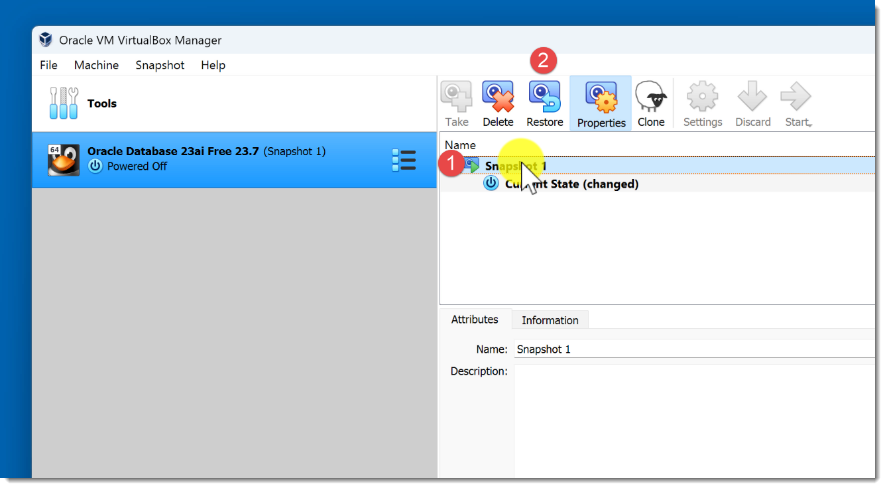 Oracle VM VirtualBox Manager
File Machine Snapshot Help
2
Tools
Take Delete Restore Properties Clone Settings Discard Start
Name
64
Oracle Database 23ai Free 23.7 (Snapshot 1)
Powered Off
1
Snapshot 1
Current State (changed)
Attributes Information
Name: Snapshot 1
Description: